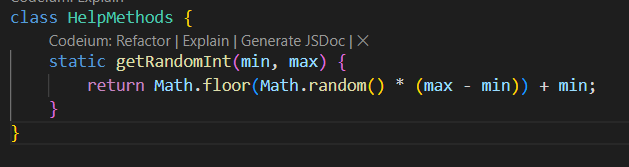 Codeium: Explain
class HelpMethods {
Codeium: Refactor | Explain | Generate JSDoc | ×
static getRandomInt(min, max) {
return Math.floor(Math.random() * (max - min)) + min;
}
}